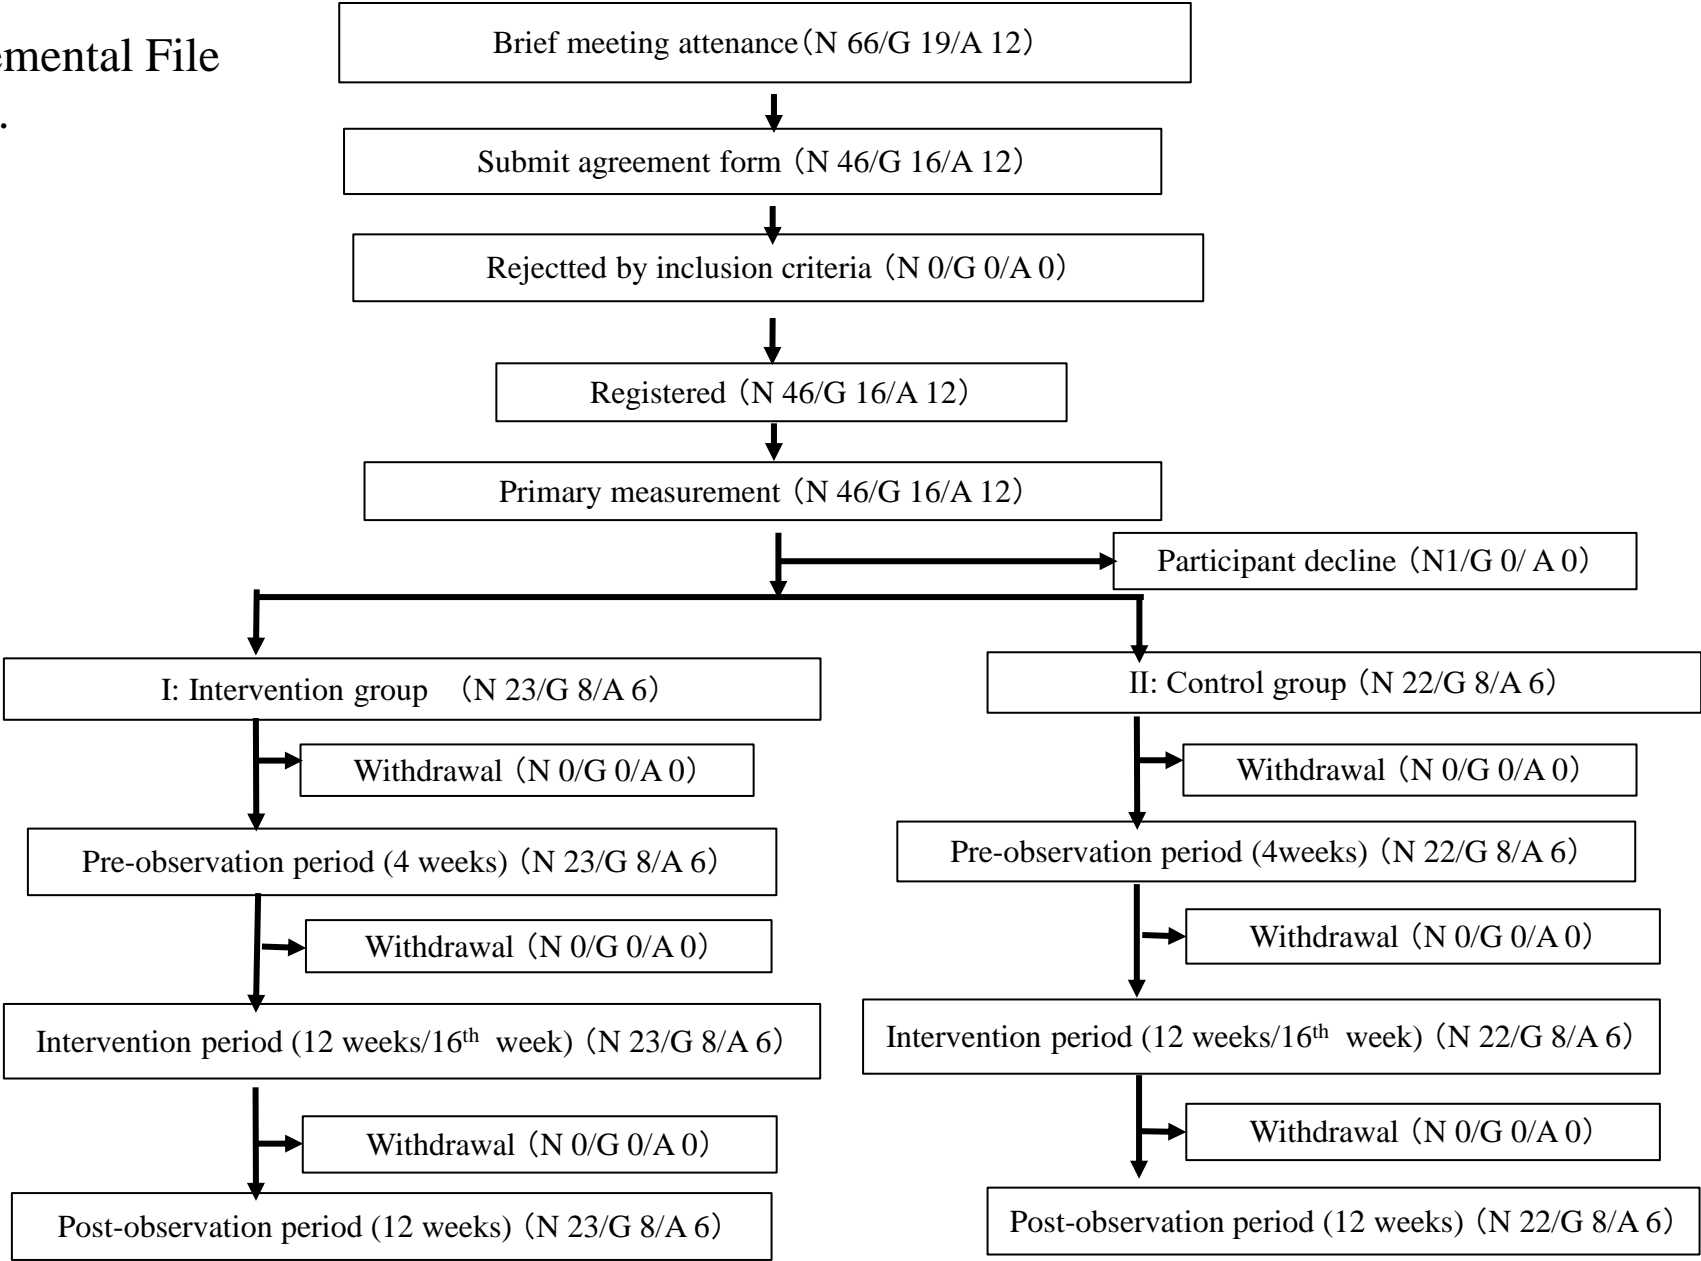 Brief meeting attenance（N 66/G 19/A 12）
emental File
.
Submit agreement form（N 46/G 16/A 12）
Rejectted by inclusion criteria（N 0/G 0/A 0）
Registered（N 46/G 16/A 12）
Primary measurement（N 46/G 16/A 12）
Participant decline（N1/G 0/ A 0）
I: Intervention group （N 23/G 8/A 6）
II: Control group（N 22/G 8/A 6）
Withdrawal（N 0/G 0/A 0）
Withdrawal（N 0/G 0/A 0）
Pre-observation period (4 weeks)（N 23/G 8/A 6）
Pre-observation period (4weeks)（N 22/G 8/A 6）
Withdrawal（N 0/G 0/A 0）
Withdrawal（N 0/G 0/A 0）
Intervention period (12 weeks/16th week)（N 23/G 8/A 6）
Intervention period (12 weeks/16th week)（N 22/G 8/A 6）
Withdrawal（N 0/G 0/A 0）
Withdrawal（N 0/G 0/A 0）
Post-observation period (12 weeks)（N 23/G 8/A 6）
Post-observation period (12 weeks)（N 22/G 8/A 6）